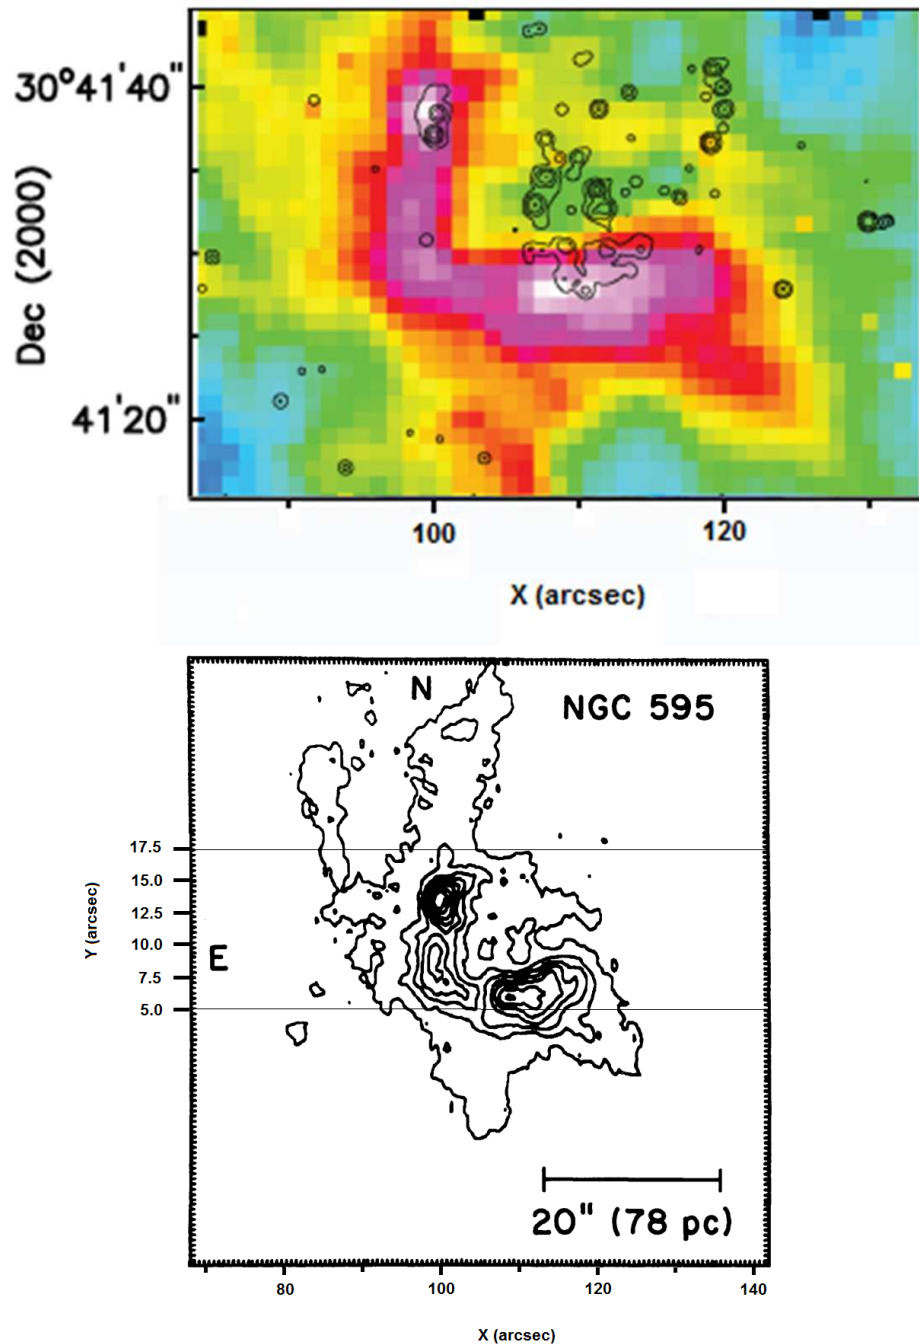 30°41'40"
Dec (2000)
41'20"
100
120
X (arcsec)
N
NGC 595
17.5
15.0
12.5
10.0
7.5
5.0
Y (arcsec)
E
20" (78 pc)
80
100
120
140
X (arcsec)